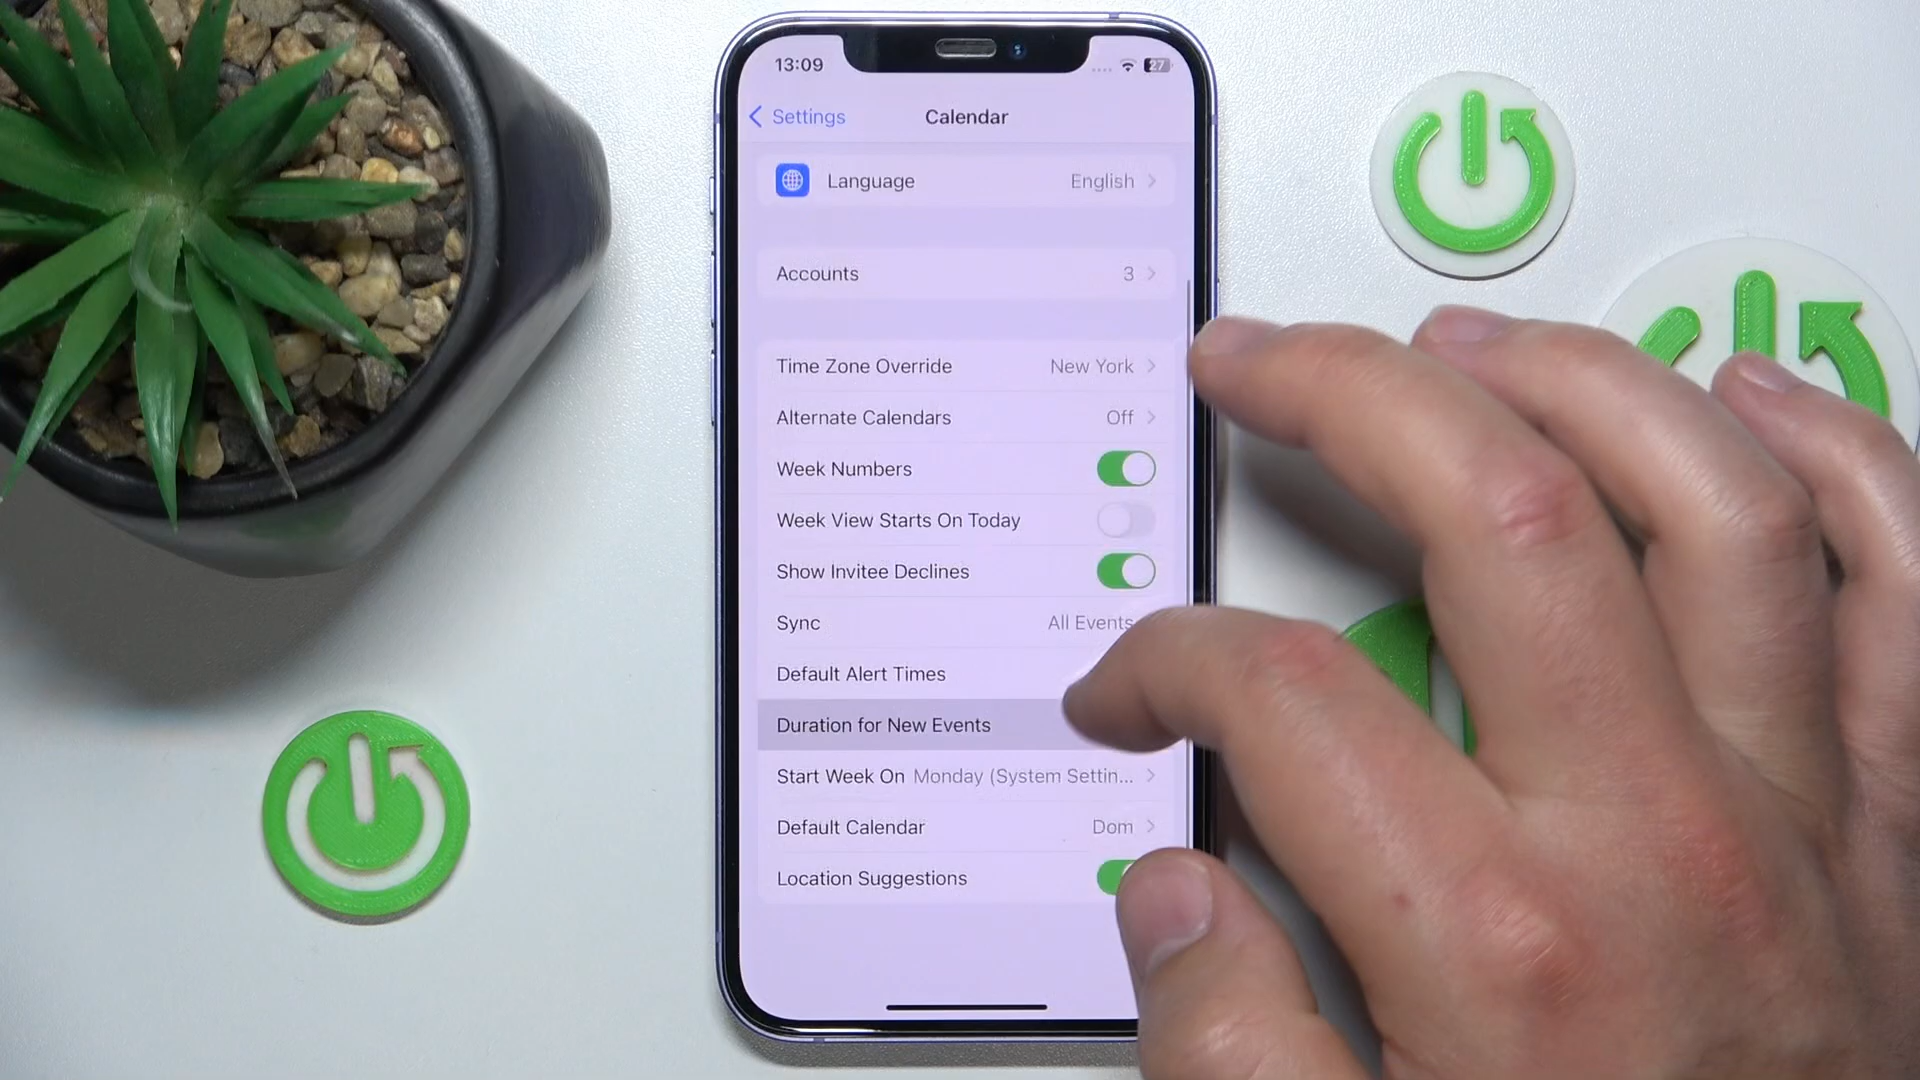 13:09
27
Settings
Calendar
Language English
Accounts 3
Time Zone Override New York
Alternate Calendars Off
Week Numbers
Week View Starts On Today
Show Invitee Declines
Sync All Events
Default Alert Times
Duration for New Events
Start Week On Monday (System Settin...
Default Calendar Dom
Location Suggestions